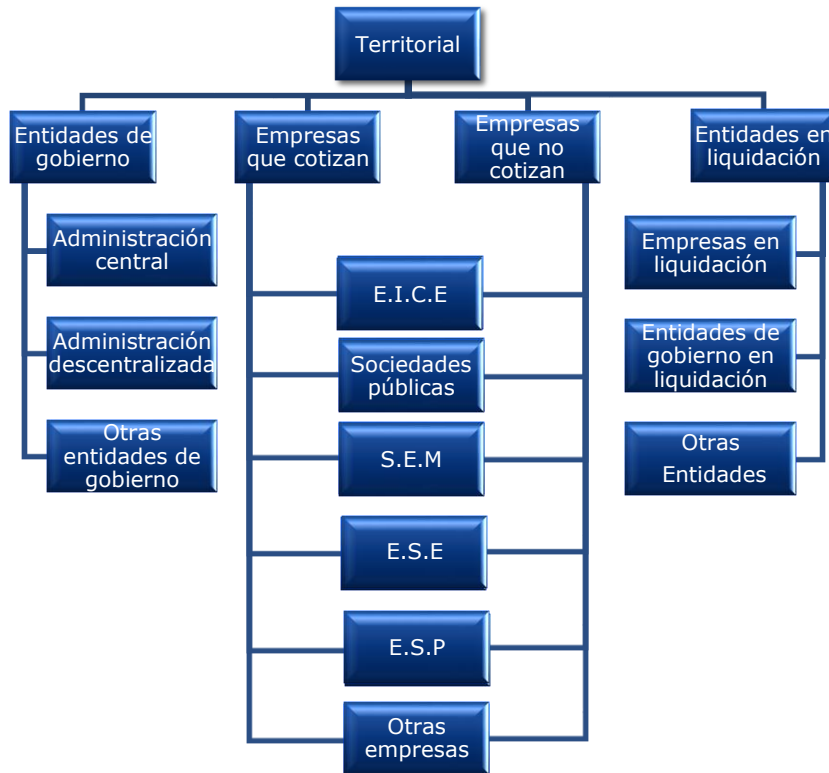 Territorial
Entidades de
gobierno
Empresas
que cotizan
Empresas
que no
cotizan
Entidades en
liquidación
Administración
central
Administración
descentralizada
Otras
entidades de
gobierno
E.I.C.E
Sociedades
públicas
S.E.M
E.S.E
E.S.P
Otras
empresas
Empresas en
liquidación
Entidades de
gobierno en
liquidación
Otras
Entidades